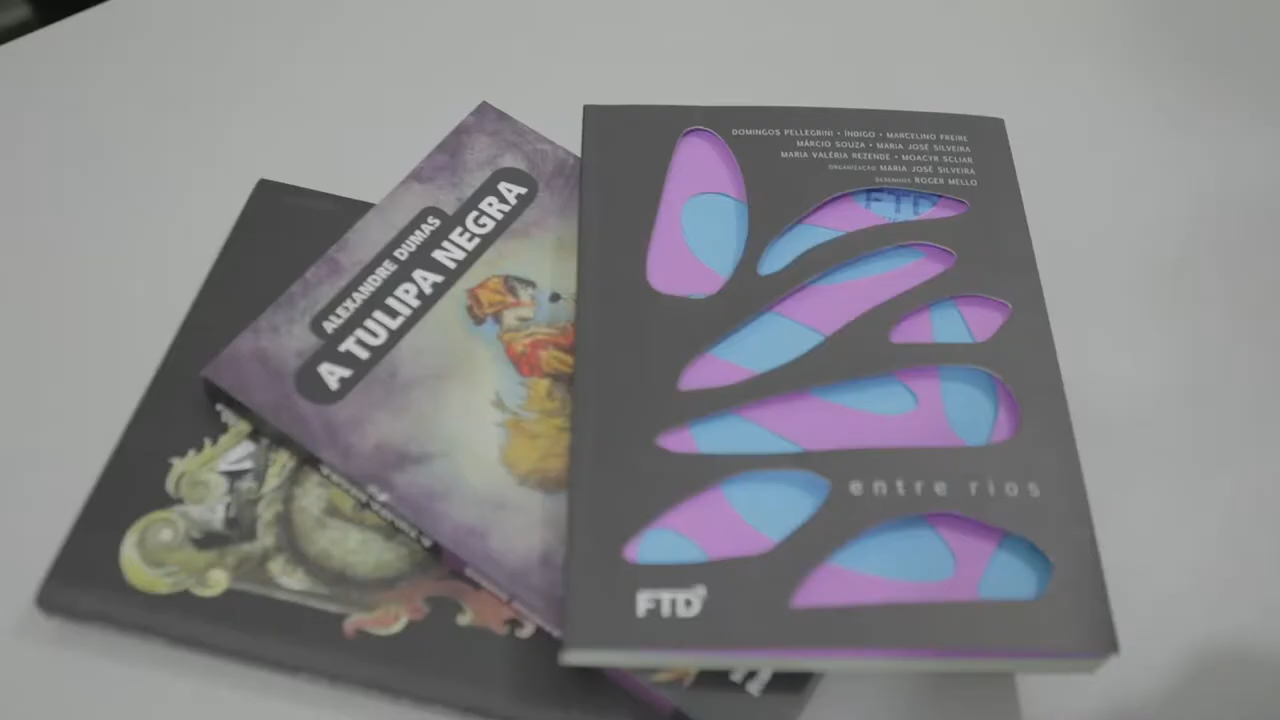 DOMINGOS PELLEGRINI • ÍNDIGO • MARCELINO FREIRE
MÁRCIO SOUZA • MARIA JOSÉ SILVEIRA
MARIA VALÉRIA REZENDE • MOACYR SCLIAR
ORGANIZAÇÃO MARIA JOSÉ SILVEIRA
DESENHOS ROGER MELLO
FTD
entre rios
FTD
ALEXANDRE DUMAS
A TULIPA NEGRA